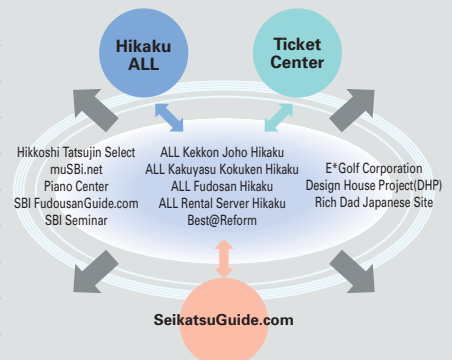 Hikaku
ALL
Ticket
Center
Hikkoshi Tatsujin Select
muSBi.net
Piano Center
SBI FudousanGuide.com
SBI Seminar
ALL Kekkon Joho Hikaku
ALL Kakuyasu Kokuken Hikaku
ALL Fudosan Hikaku
ALL Rental Server Hikaku
Best@Reform
E*Golf Corporation
Design House Project(DHP)
Rich Dad Japanese Site
SeikatsuGuide.com